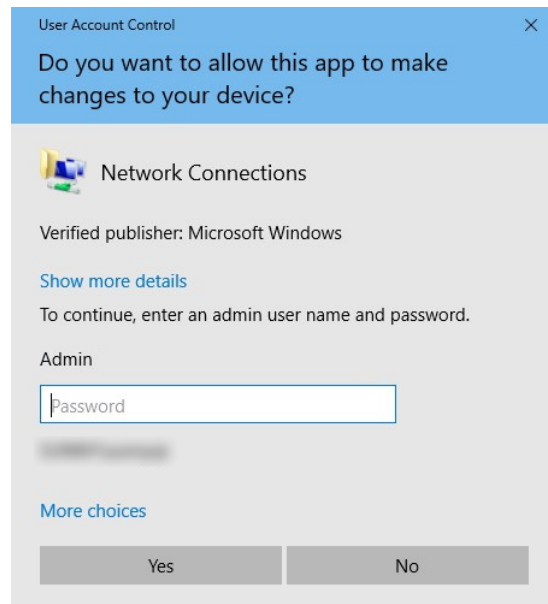 User Account Control
Do you want to allow this app to make
changes to your device?
Network Connections
Verified publisher: Microsoft Windows
Show more details
To continue, enter an admin user name and password.
Admin
Password
More choices
Yes
No